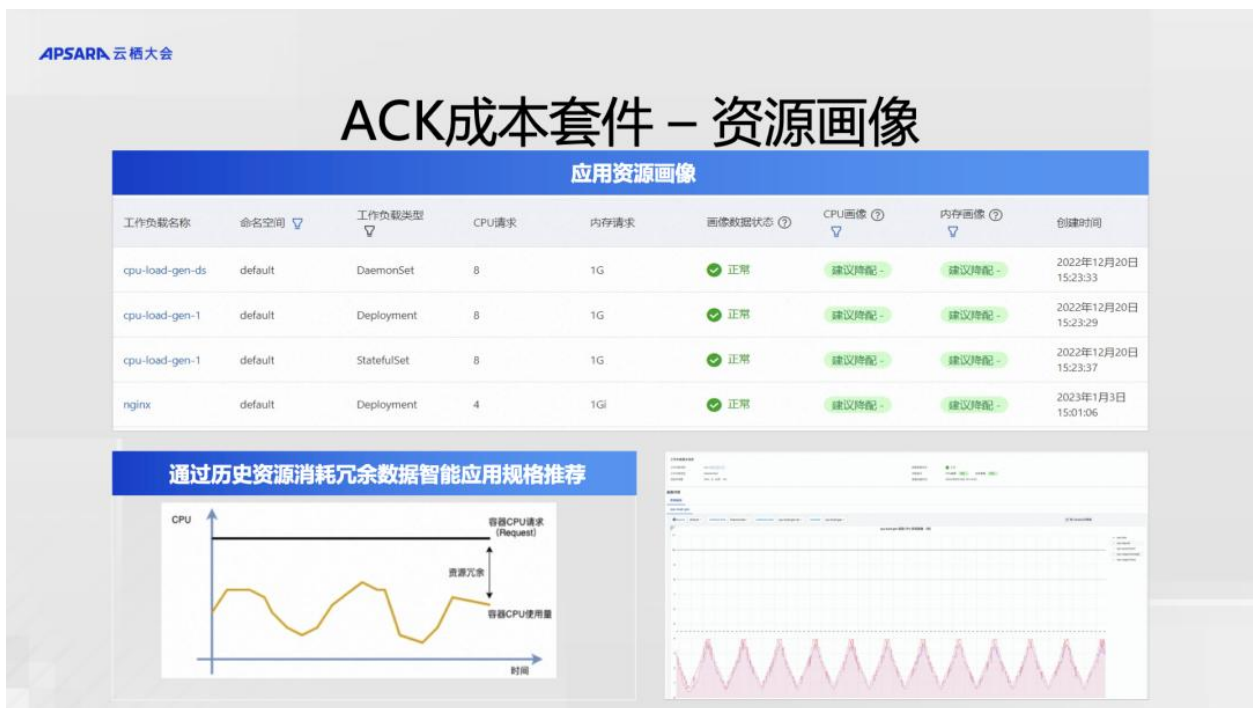 APSARA 云栖大会
ACK成本套件 – 资源画像
应用资源画像
工作负载名称 命名空间 工作负载类型 CPU请求 内存请求 画像数据状态 CPU画像 内存画像 创建时间
cpu-load-gen-ds default DaemonSet 8 1G 正常 建议降配 - 建议降配 - 2022年12月20日 15:23:33
cpu-load-gen-1 default Deployment 8 1G 正常 建议降配 - 建议降配 - 2022年12月20日 15:23:29
cpu-load-gen-1 default StatefulSet 8 1G 正常 建议降配 - 建议降配 - 2022年12月20日 15:23:37
nginx default Deployment 4 1Gi 正常 建议降配 - 建议降配 - 2023年1月3日 15:01:06
通过历史资源消耗冗余数据智能应用规格推荐
CPU
容器CPU请求
(Request)
资源冗余
容器CPU使用量
时间